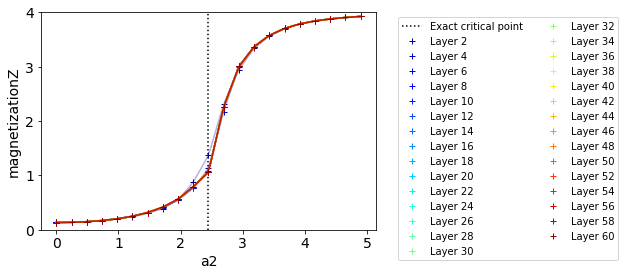 4
3
2
1
0
magnetizationZ
0
1
2
3
4
5
a2
Exact critical point
Layer 2
Layer 4
Layer 6
Layer 8
Layer 10
Layer 12
Layer 14
Layer 16
Layer 18
Layer 20
Layer 22
Layer 24
Layer 26
Layer 28
Layer 30
Layer 32
Layer 34
Layer 36
Layer 38
Layer 40
Layer 42
Layer 44
Layer 46
Layer 48
Layer 50
Layer 52
Layer 54
Layer 56
Layer 58
Layer 60